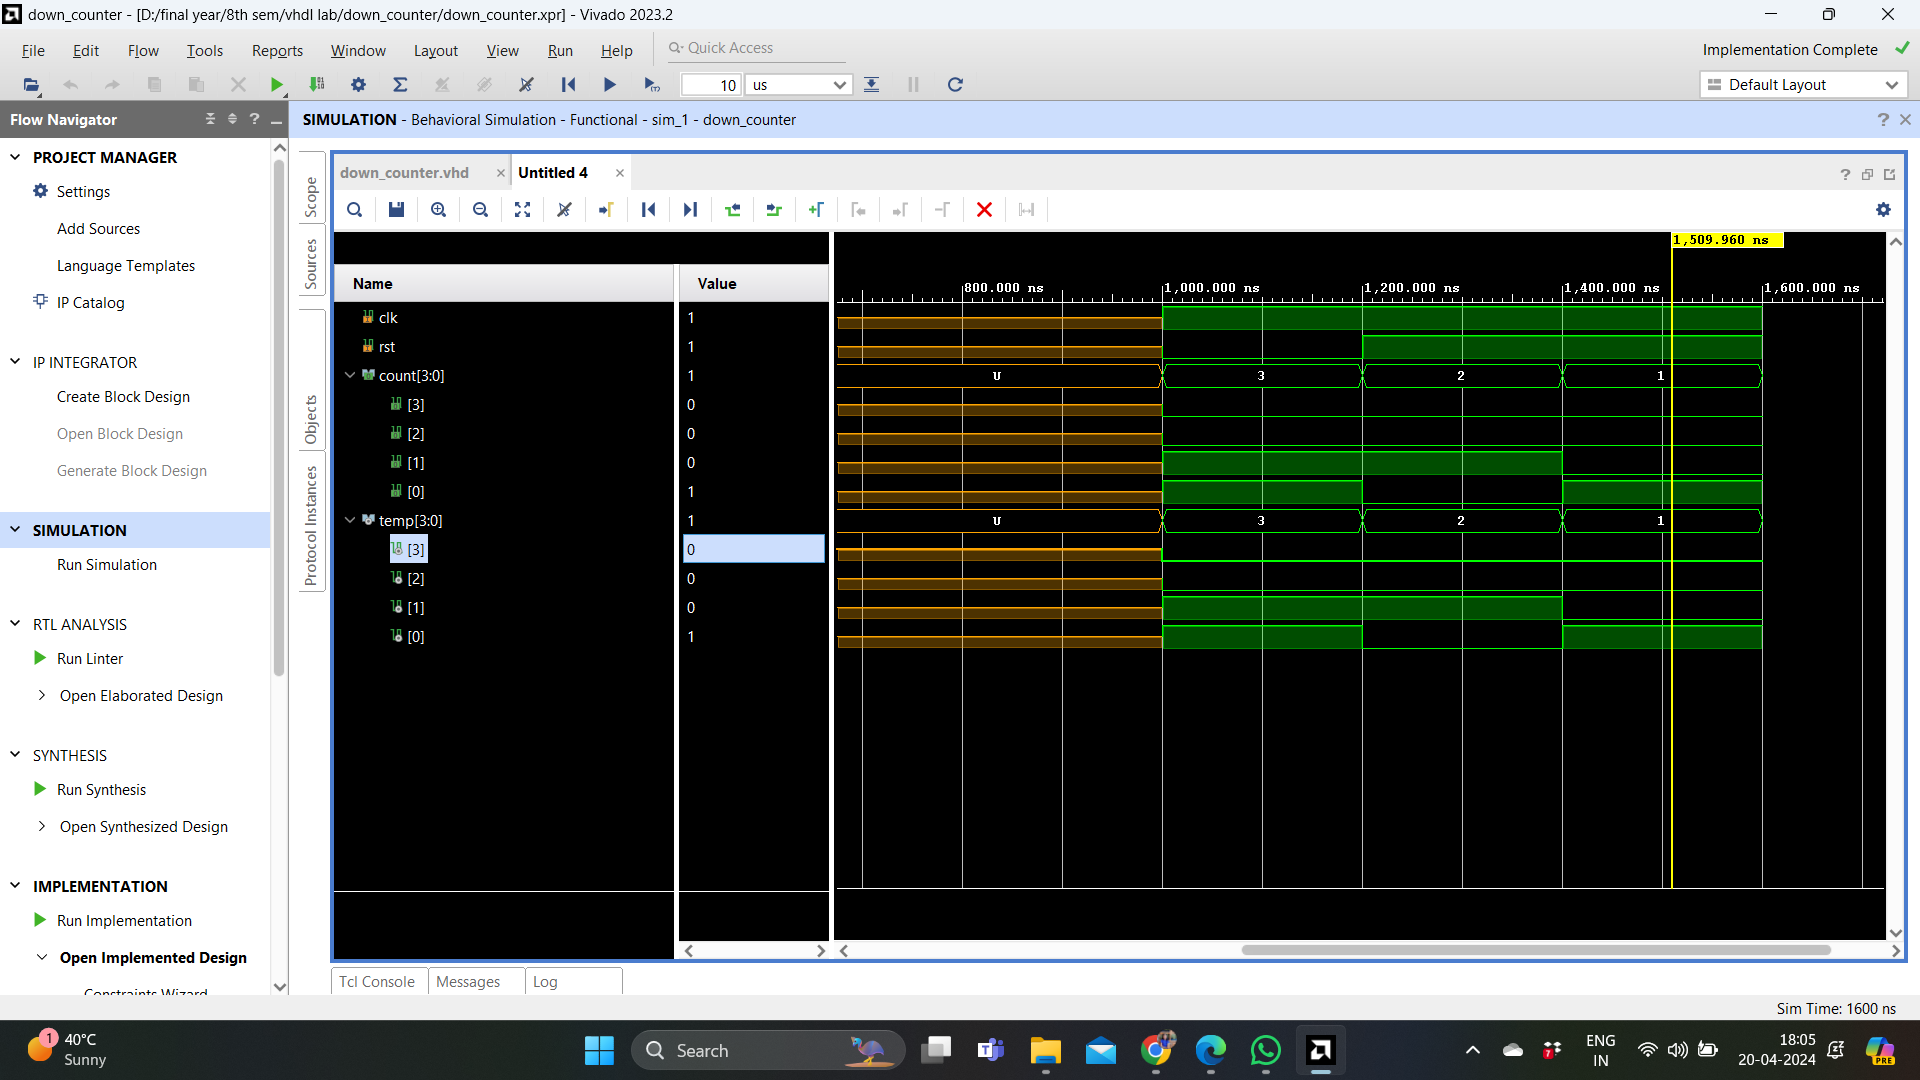 down_counter - [D:/final year/8th sem/vhdl lab/down_counter/down_counter.xpr] - Vivado 2023.2
File Edit Flow Tools Reports Window Layout View Run Help Quick Access Implementation Complete
10 us Default Layout
Flow Navigator
SIMULATION - Behavioral Simulation - Functional - sim_1 - down_counter
PROJECT MANAGER
Settings
Add Sources
Language Templates
IP Catalog
IP INTEGRATOR
Create Block Design
Open Block Design
Generate Block Design
SIMULATION
Run Simulation
RTL ANALYSIS
Run Linter
Open Elaborated Design
SYNTHESIS
Run Synthesis
Open Synthesized Design
IMPLEMENTATION
Run Implementation
Open Implemented Design
Constraints Wizard
Scope
Sources
Objects
Protocol Instances
down_counter.vhd Untitled 4
1,509.960 ns
Name Value
800.000 ns 1,000.000 ns 1,200.000 ns 1,400.000 ns 1,600.000 ns
clk 1
rst 1
count[3:0] 1 U 3 2 1
[3] 0
[2] 0
[1] 0
[0] 1
temp[3:0] 1 U 3 2 1
[3] 0
[2] 0
[1] 0
[0] 1
Tcl Console Messages Log
Sim Time: 1600 ns
1 40°C
Sunny
Search
7
ENG
IN
18:05
20-04-2024
PRE